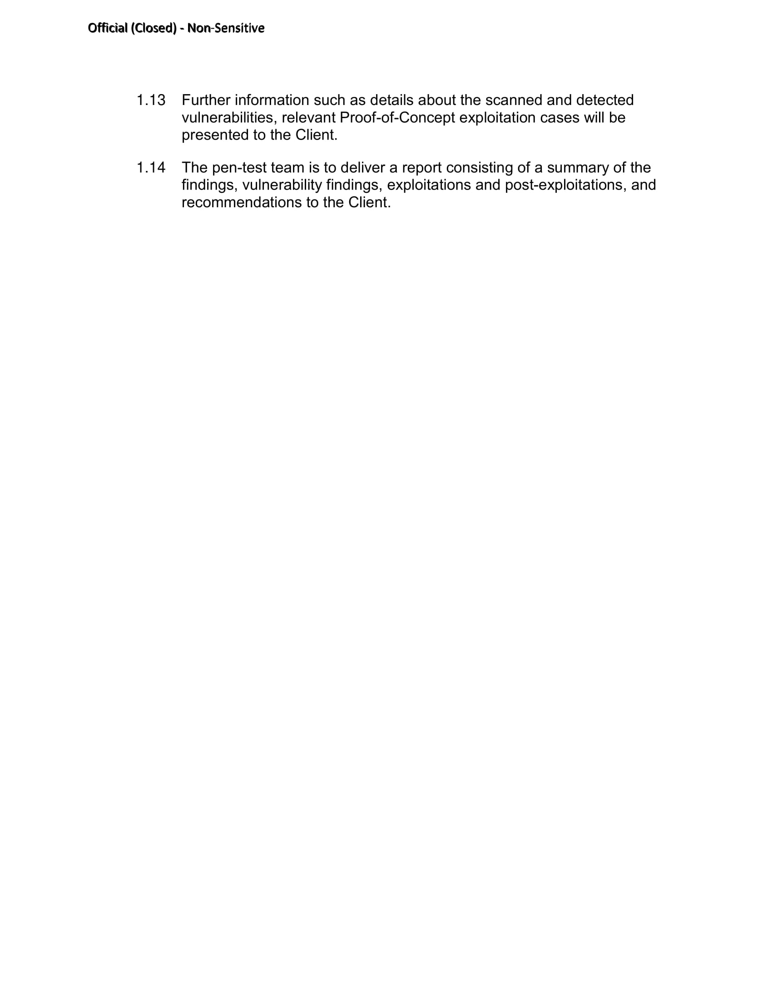 Official (Closed) - Non-Sensitive
1.13 Further information such as details about the scanned and detected
vulnerabilities, relevant Proof-of-Concept exploitation cases will be
presented to the Client.
1.14 The pen-test team is to deliver a report consisting of a summary of the
findings, vulnerability findings, exploitations and post-exploitations, and
recommendations to the Client.